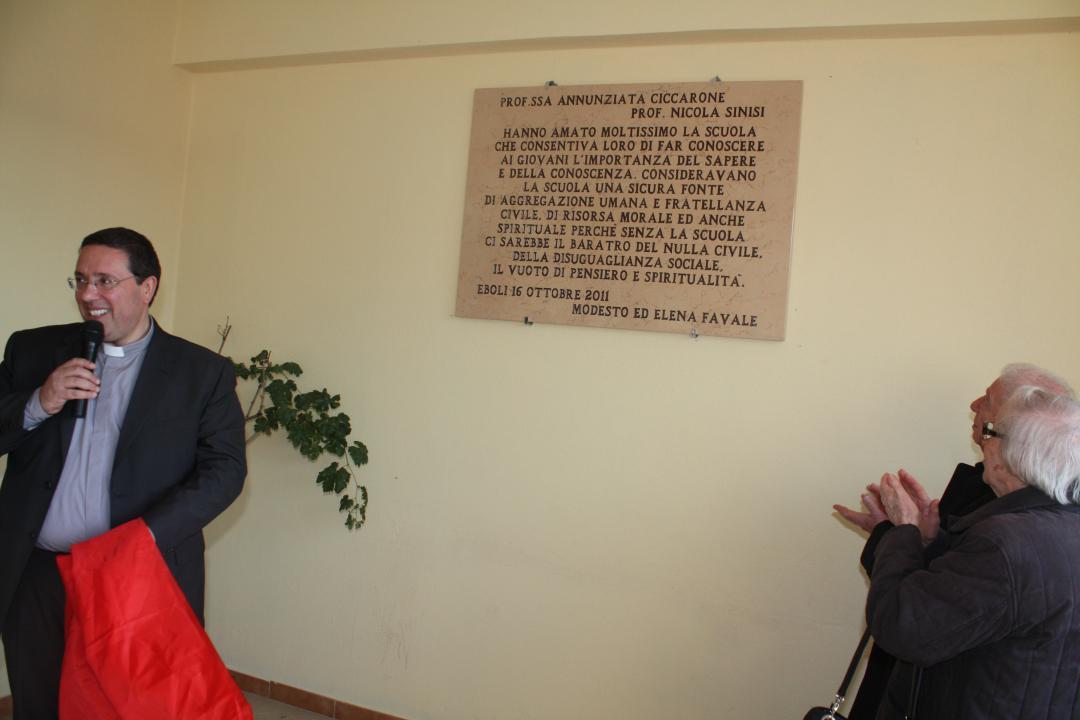 PROF.SSA ANNUNZIATA CICCARONE
PROF. NICOLA SINISI
HANNO AMATO MOLTISSIMO LA SCUOLA
CHE CONSENTIVA LORO DI FAR CONOSCERE
AI GIOVANI L'IMPORTANZA DEL SAPERE
E DELLA CONOSCENZA. CONSIDERAVANO
LA SCUOLA UNA SICURA FONTE
DI AGGREGAZIONE UMANA E FRATELLANZA
CIVILE, DI RISORSA MORALE ED ANCHE
SPIRITUALE PERCHÈ SENZA LA SCUOLA
CI SAREBBE IL BARATRO DEL NULLA CIVILE,
DELLA DISUGUAGLIANZA SOCIALE,
IL VUOTO DI PENSIERO E SPIRITUALITÀ.
EBOLI 16 OTTOBRE 2011
MODESTO ED ELENA FAVALE